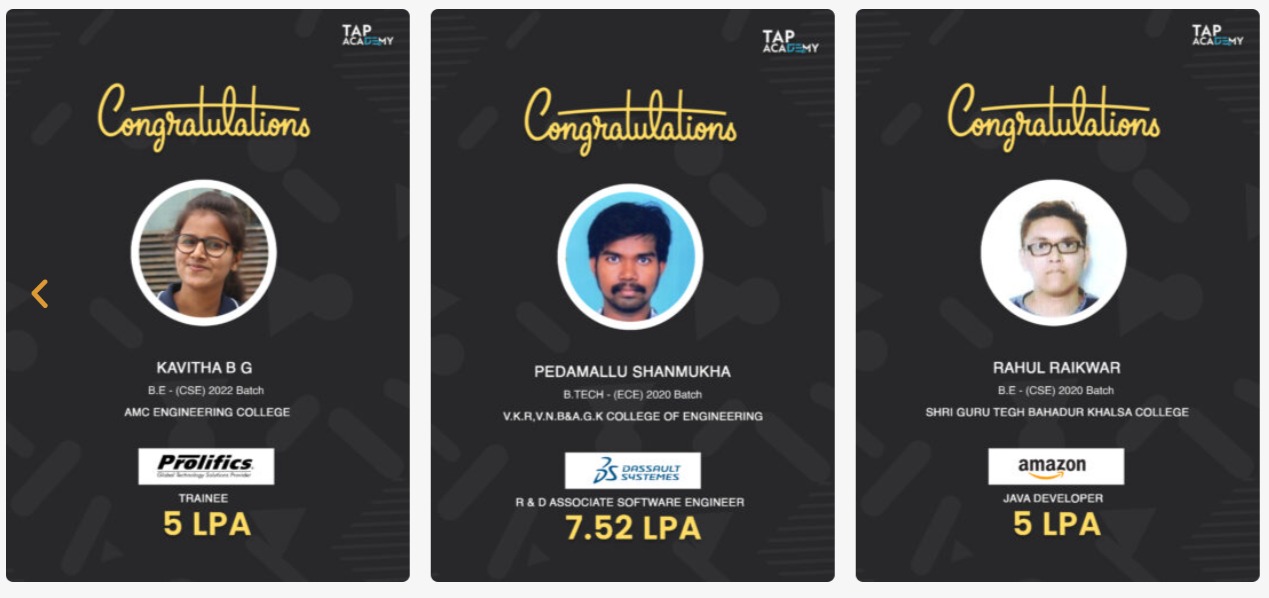 TAP
ACADEMY
Congratulations
KAVITHA B G
B.E - (CSE) 2022 Batch
AMC ENGINEERING COLLEGE
Prolifics
Global Technology Solutions Provider
TRAINEE
5 LPA
TAP
ACADEMY
Congratulations
PEDAMALLU SHANMUKHA
B.TECH - (ECE) 2020 Batch
V.K.R,V.N.B&A.G.K COLLEGE OF ENGINEERING
DASSAULT
SYSTEMES
R & D ASSOCIATE SOFTWARE ENGINEER
7.52 LPA
TAP
ACADEMY
Congratulations
RAHUL RAIKWAR
B.E - (CSE) 2020 Batch
SHRI GURU TEGH BAHADUR KHALSA COLLEGE
amazon
JAVA DEVELOPER
5 LPA